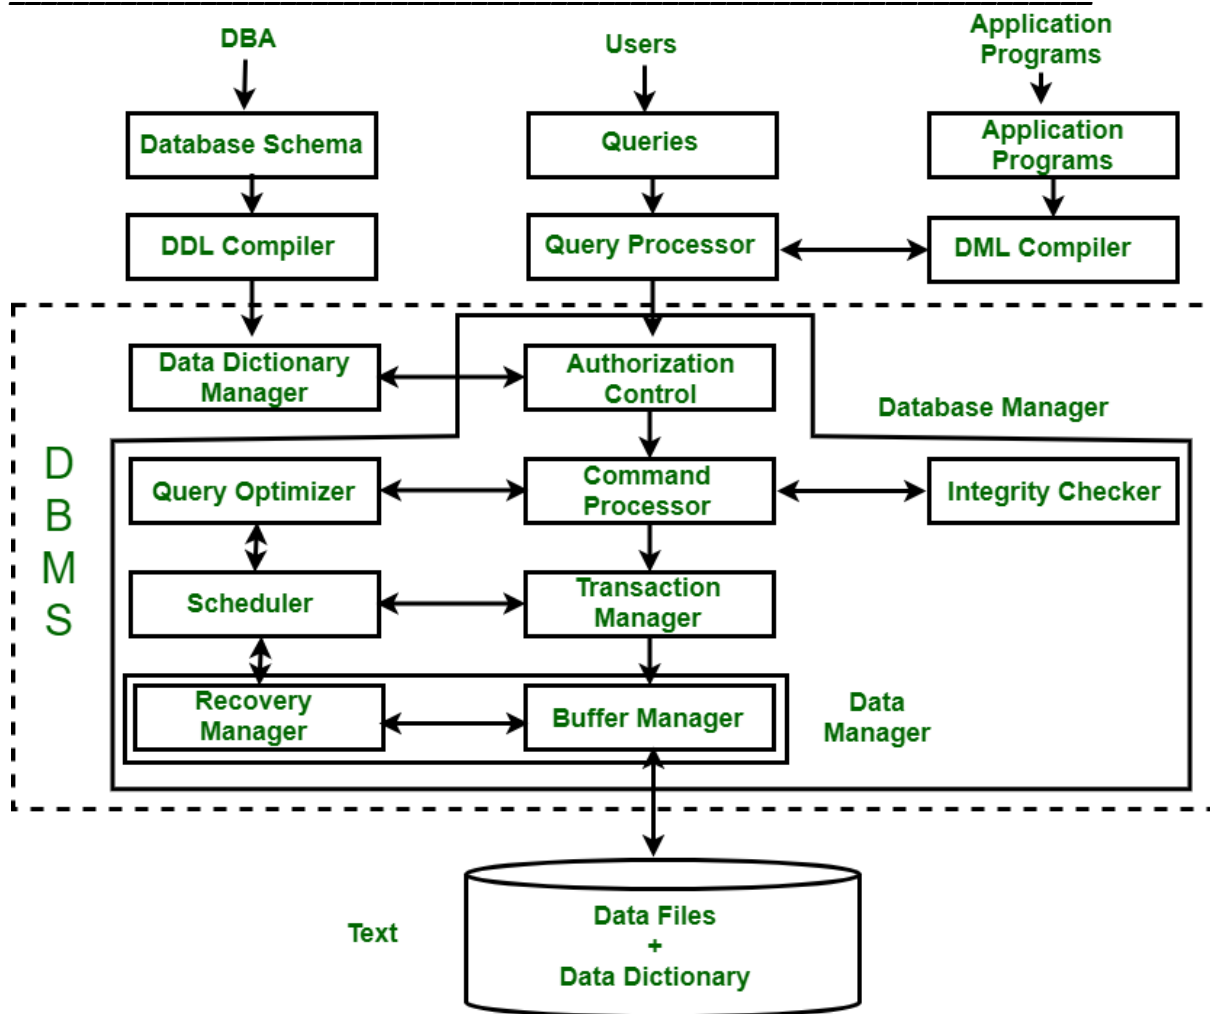 DBA
Users
Application
Programs
Database Schema
Queries
Application
Programs
DDL Compiler
Query Processor
DML Compiler
Data Dictionary
Manager
Authorization
Control
Database Manager
D
B
M
S
Query Optimizer
Command
Processor
Integrity Checker
Scheduler
Transaction
Manager
Recovery
Manager
Buffer Manager
Data
Manager
Text
Data Files
+
Data Dictionary